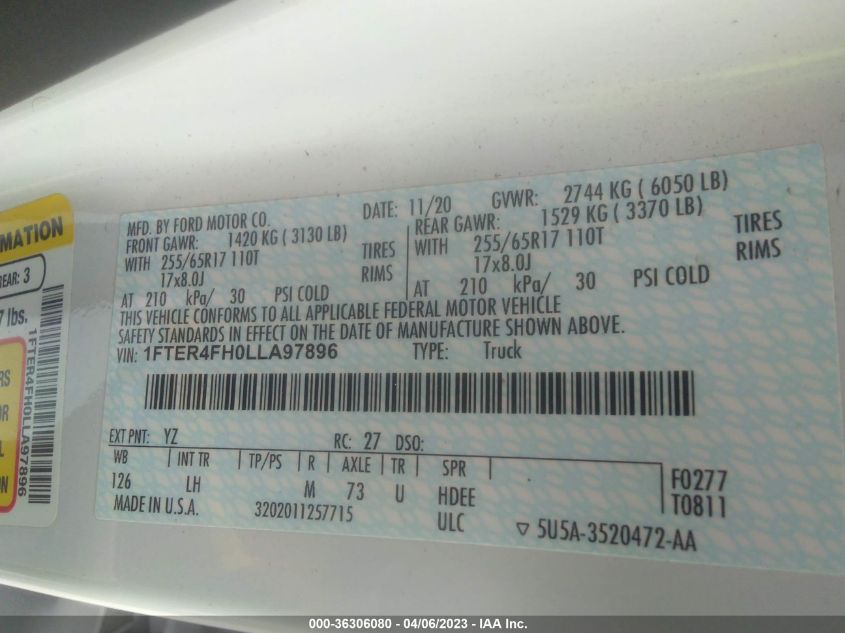 MFD. BY FORD MOTOR CO.
DATE: 11/20
GVWR: 2744 KG ( 6050 LB)
FRONT GAWR: 1420 KG ( 3130 LB)
REAR GAWR: 1529 KG ( 3370 LB)
WITH 255/65R17 110T TIRES
WITH 255/65R17 110T TIRES
17x8.0J RIMS
17x8.0J RIMS
AT 210 kPa/ 30 PSI COLD
AT 210 kPa/ 30 PSI COLD
THIS VEHICLE CONFORMS TO ALL APPLICABLE FEDERAL MOTOR VEHICLE
SAFETY STANDARDS IN EFFECT ON THE DATE OF MANUFACTURE SHOWN ABOVE.
VIN: 1FTER4FH0LLA97896
TYPE: Truck
EXT PNT: YZ RC: 27 DSO:
WB INT TR TP/PS R AXLE TR SPR
126 LH M 73 U HDEE
F0277
T0811
MADE IN U.S.A. 3202011257715 ULC
▽ 5U5A-3520472-AA
MATION
REAR: 3
7 lbs.
1FTER4FH0LLA97896
RS
OR
L
ON
000-36306080 - 04/06/2023 - IAA Inc.